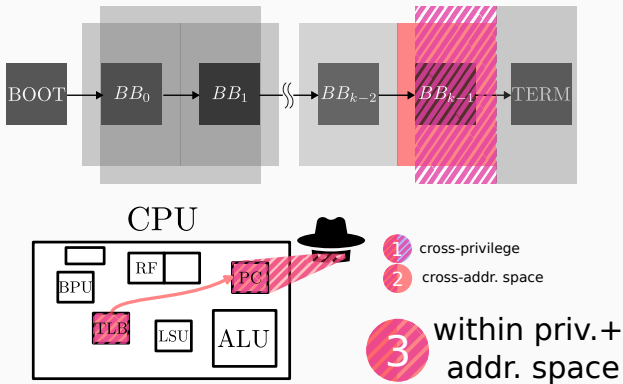 BOOT BB0 BB1 BBk−2 BBk−1 TERM
CPU
RF
PC
BPU
TLB
LSU
ALU
1 cross-privilege
2 cross-addr. space
3 within priv.+
addr. space